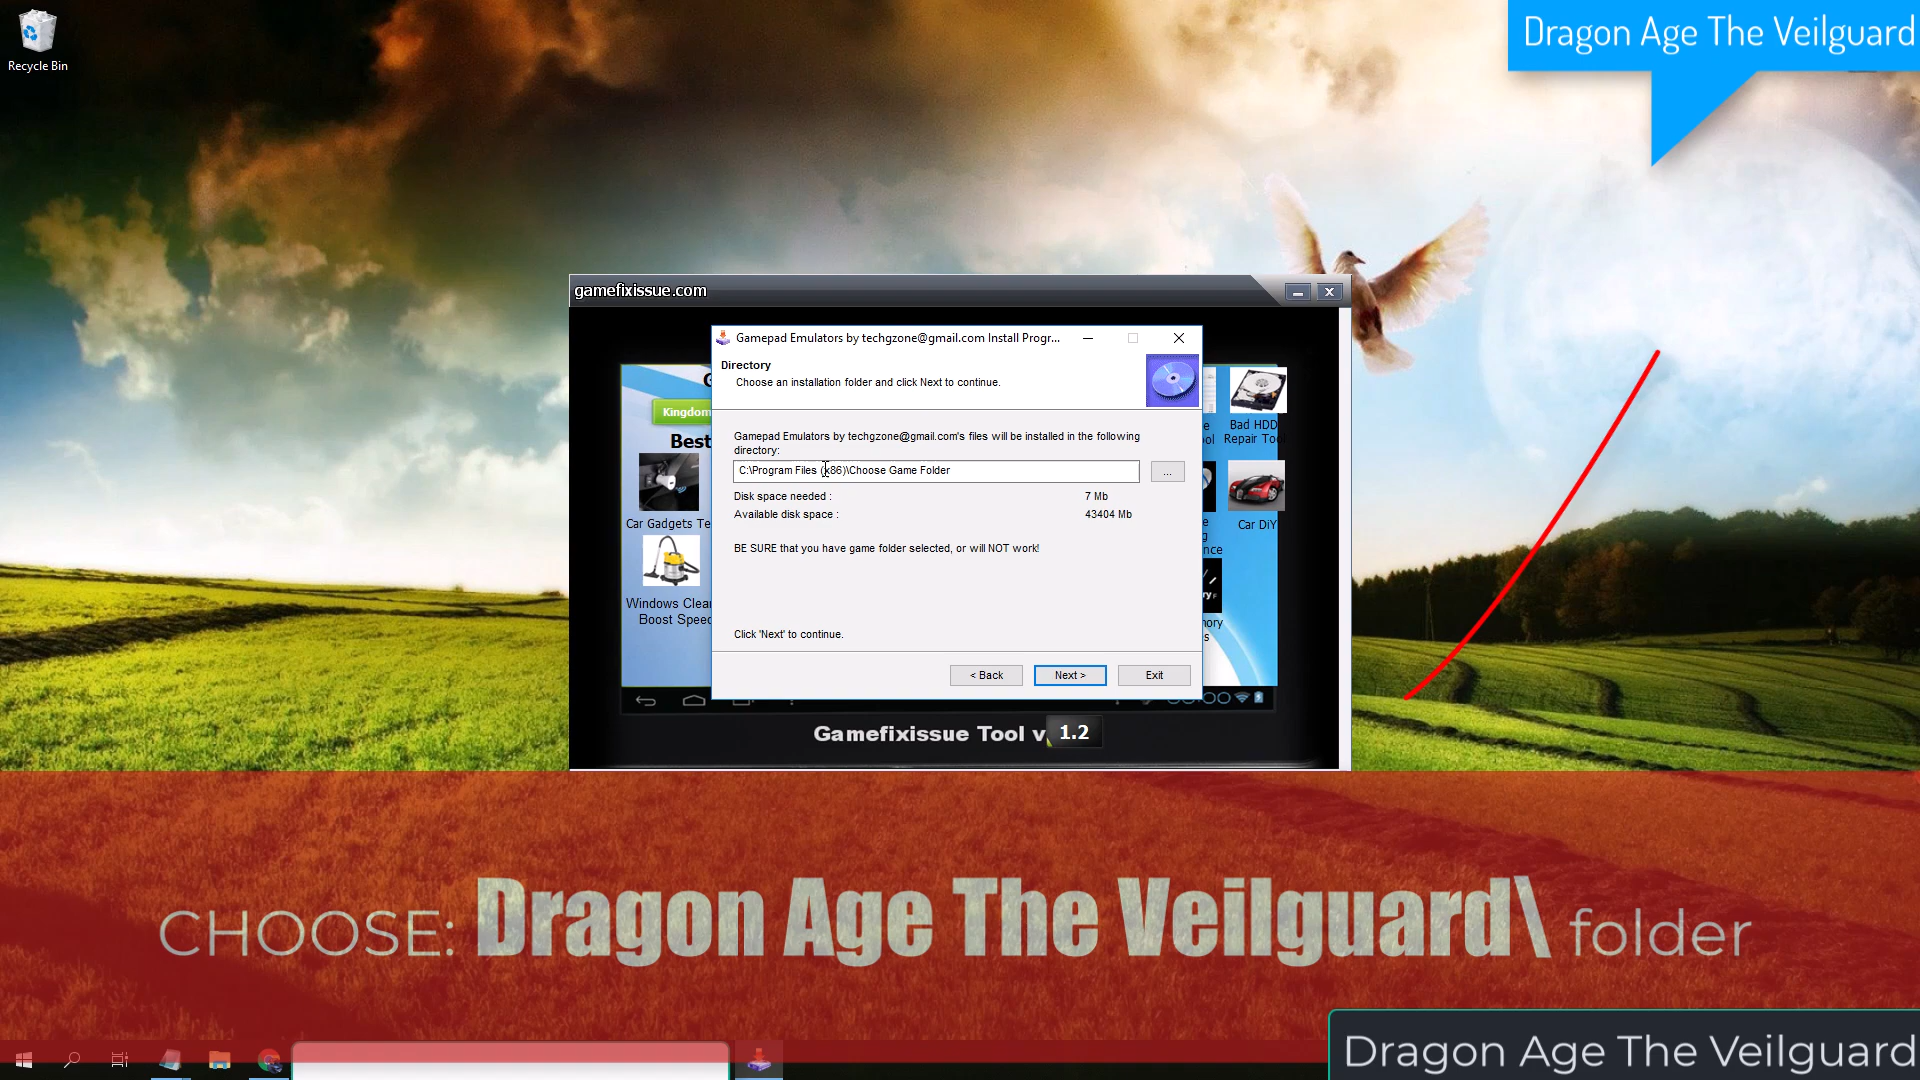 Recycle Bin
Dragon Age The Veilguard
gamefixissue.com
Gamepad Emulators by techgzone@gmail.com Install Progr...
Directory
Choose an installation folder and click Next to continue.
Gamepad Emulators by techgzone@gmail.com's files will be installed in the following
directory:
C:\Program Files (x86)\Choose Game Folder
...
Disk space needed : 7 Mb
Available disk space : 43404 Mb
BE SURE that you have game folder selected, or will NOT work!
Click 'Next' to continue.
< Back
Next >
Exit
Kingdom
Best
Car Gadgets Te
Windows Clea
Boost Speed
Bad HDD
Repair Too
Car DiY
Gamefixissue Tool v 1.2
CHOOSE: Dragon Age The Veilguard\ folder
Dragon Age The Veilguard